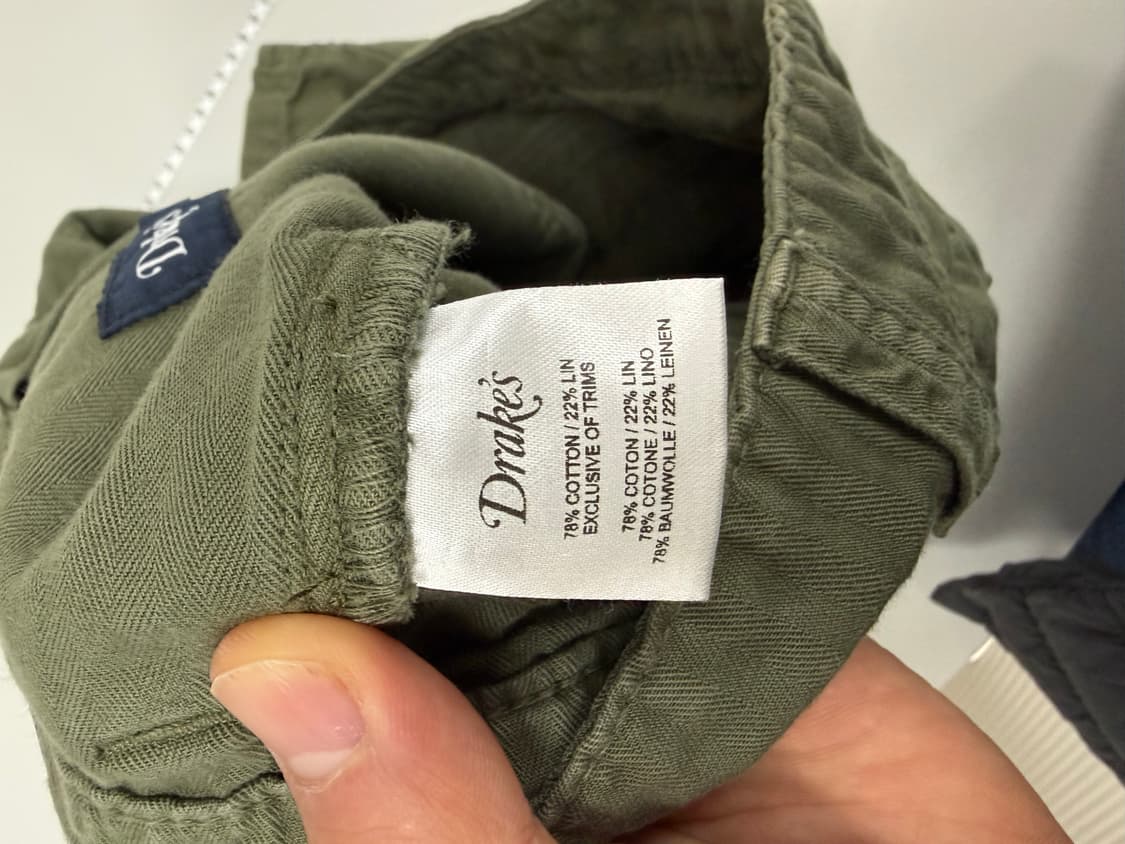 Drake's
78% COTTON / 22% LIN
EXCLUSIVE OF TRIMS
78% COTON / 22% LIN
78% COTONE / 22% LINO
78% BAUMWOLLE / 22% LEINEN
Drake's